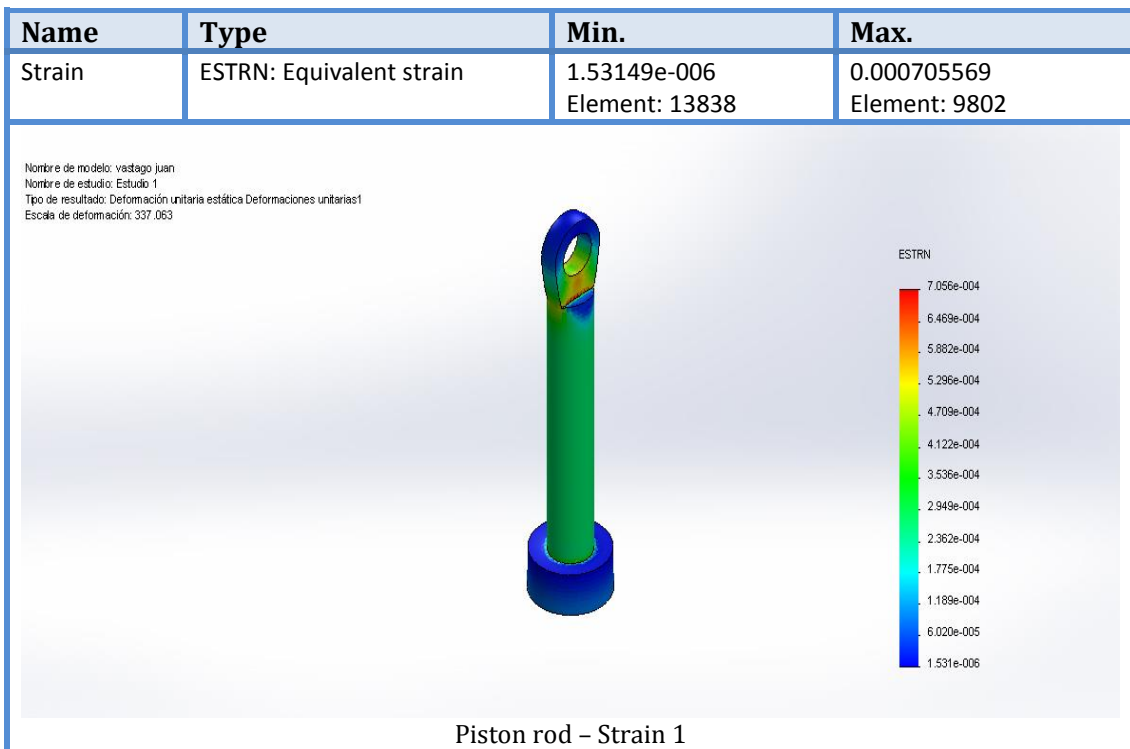 Name Type Min. Max.
Strain ESTRN: Equivalent strain 1.53149e-006 0.000705569
Element: 13838 Element: 9802
Nombre de modelo: vastago juan
Nombre de estudio: Estudio 1
Tipo de resultado: Deformación unitaria estática Deformaciones unitarias1
Escala de deformación: 337.063
ESTRN
7.056e-004
6.469e-004
5.882e-004
5.296e-004
4.709e-004
4.122e-004
3.536e-004
2.949e-004
2.362e-004
1.775e-004
1.189e-004
6.020e-005
1.531e-006
Piston rod – Strain 1